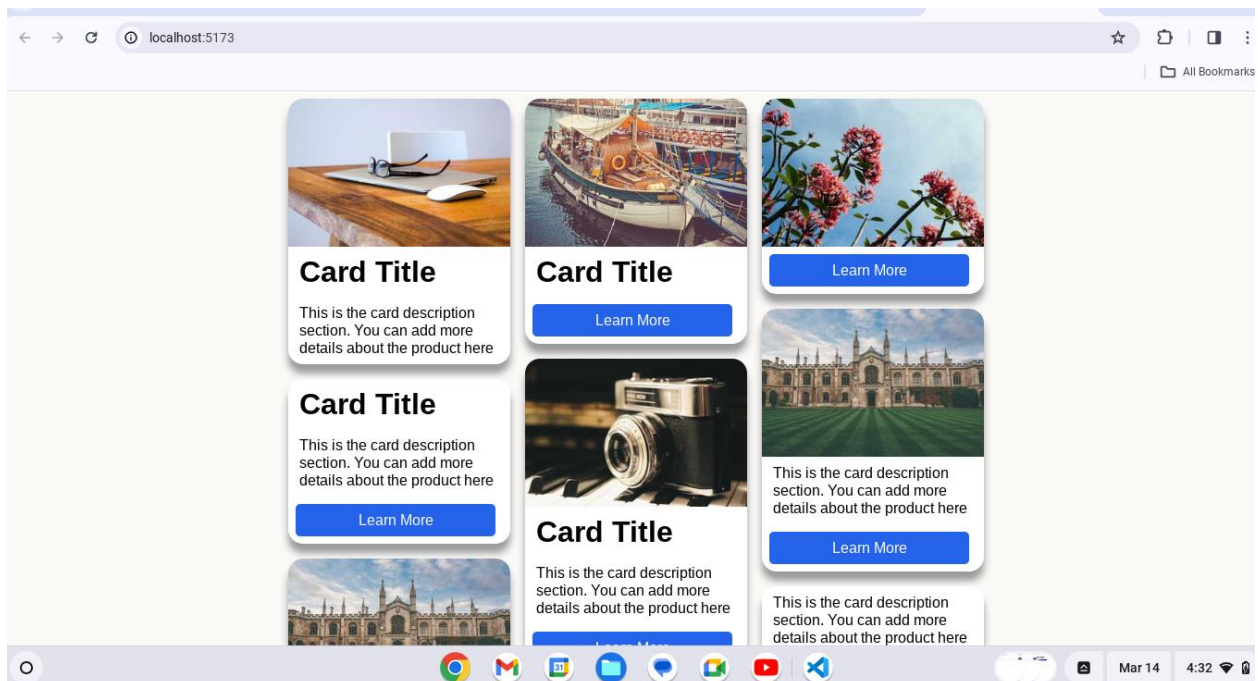 localhost:5173
All Bookmarks
Card Title
This is the card description
section. You can add more
details about the product here
Card Title
This is the card description
section. You can add more
details about the product here
Learn More
Card Title
Learn More
Card Title
This is the card description
section. You can add more
details about the product here
Learn More
Learn More
This is the card description
section. You can add more
details about the product here
Learn More
This is the card description
section. You can add more
details about the product here
31
Mar 14
4:32